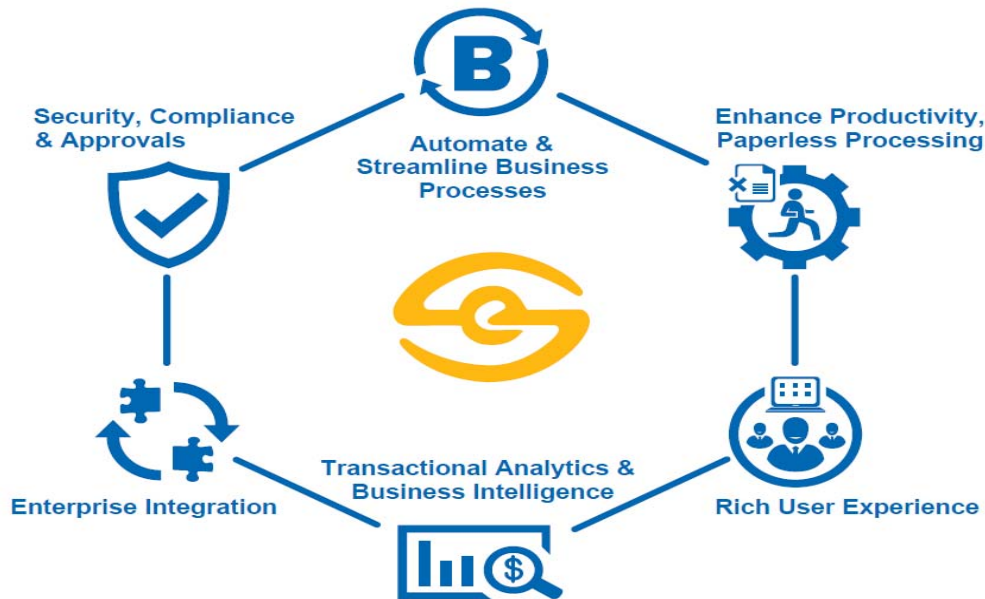 B
Security, Compliance
& Approvals
Automate &
Streamline Business
Processes
Enhance Productivity,
Paperless Processing
e
Transactional Analytics &
Business Intelligence
$
Enterprise Integration
Rich User Experience